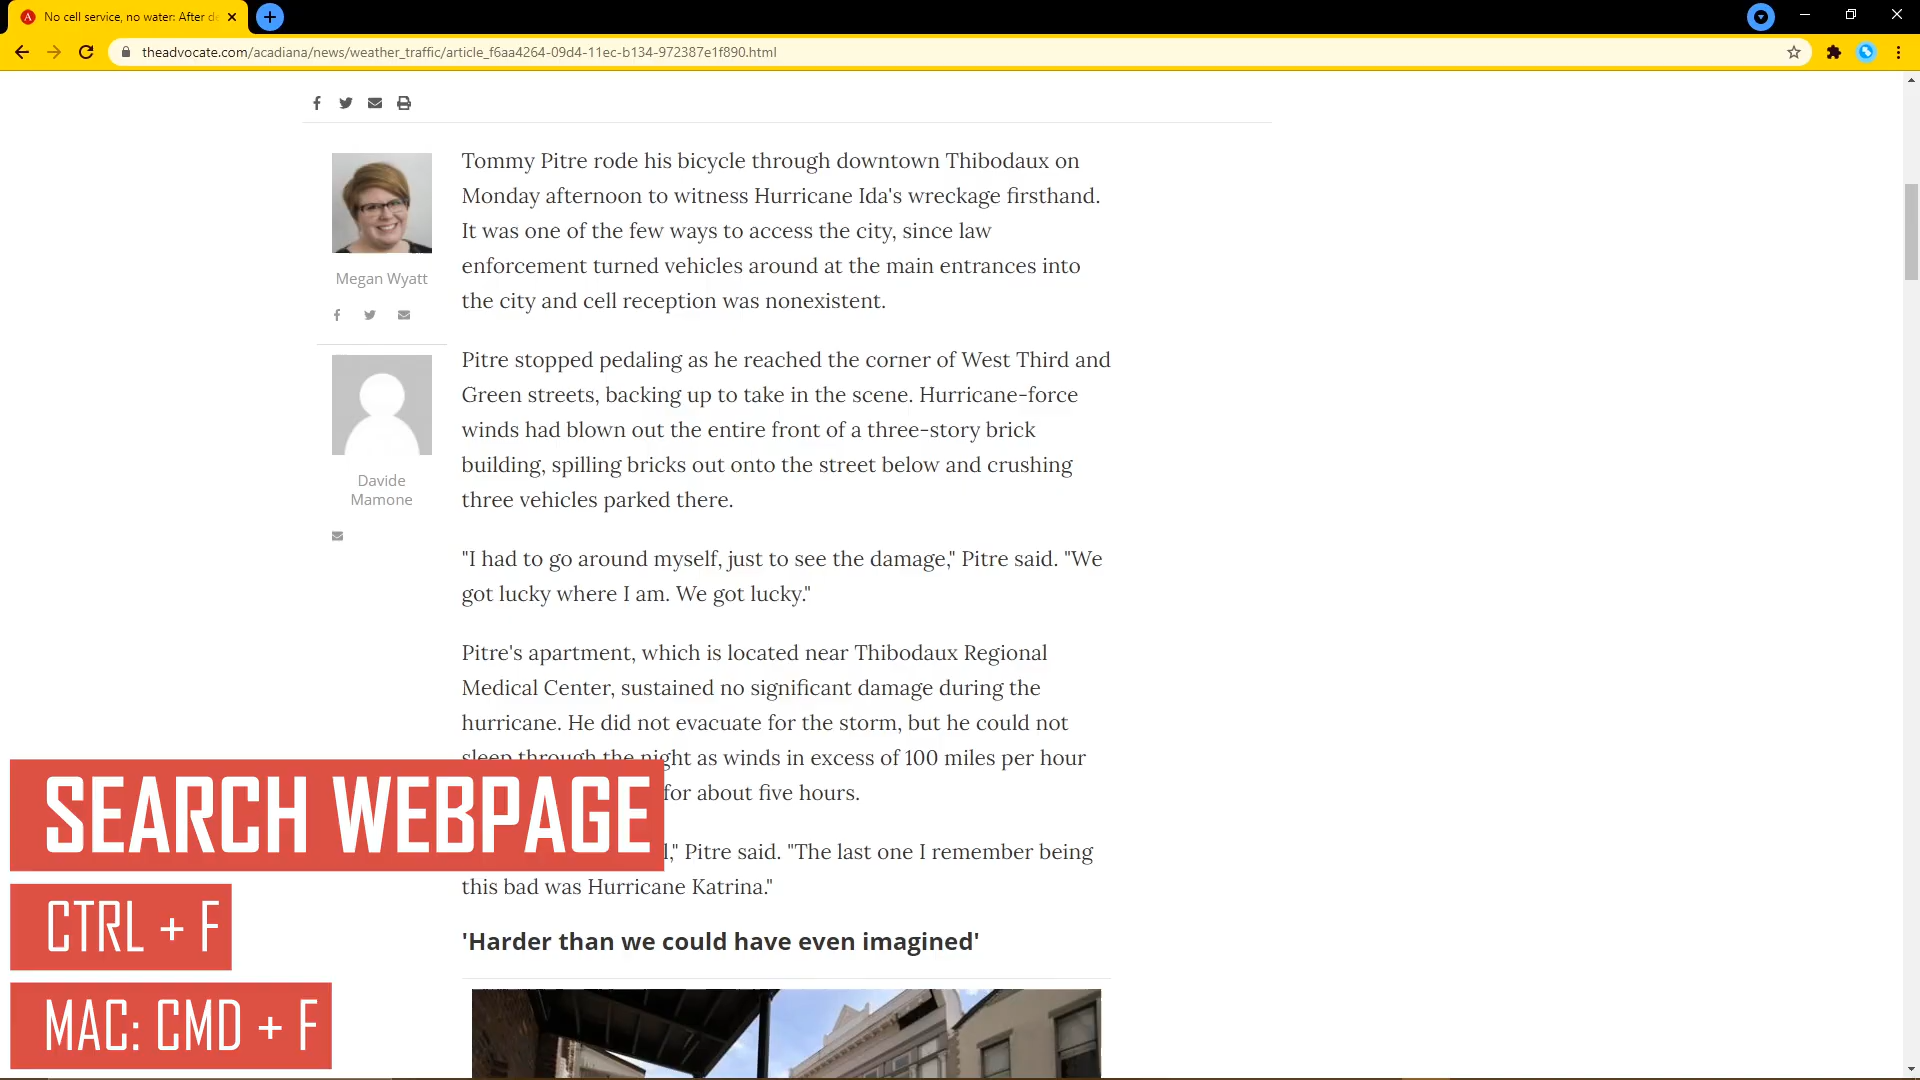 No cell service, no water: After d
theadvocate.com/acadiana/news/weather_traffic/article_f6aa4264-09d4-11ec-b134-972387e1f890.html
Megan Wyatt
Davide
Mamone
Tommy Pitre rode his bicycle through downtown Thibodaux on
Monday afternoon to witness Hurricane Ida's wreckage firsthand.
It was one of the few ways to access the city, since law
enforcement turned vehicles around at the main entrances into
the city and cell reception was nonexistent.
Pitre stopped pedaling as he reached the corner of West Third and
Green streets, backing up to take in the scene. Hurricane-force
winds had blown out the entire front of a three-story brick
building, spilling bricks out onto the street below and crushing
three vehicles parked there.
"I had to go around myself, just to see the damage," Pitre said. "We
got lucky where I am. We got lucky."
Pitre's apartment, which is located near Thibodaux Regional
Medical Center, sustained no significant damage during the
hurricane. He did not evacuate for the storm, but he could not
sleep through the night as winds in excess of 100 miles per hour
for about five hours.
l," Pitre said. "The last one I remember being
this bad was Hurricane Katrina."
'Harder than we could have even imagined'
SEARCH WEBPAGE
CTRL + F
MAC: CMD + F